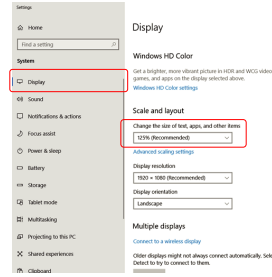 Settings
Home
Find a setting
System
Display
Sound
Notifications & actions
Focus assist
Power & sleep
Battery
Storage
Tablet mode
Multitasking
Projecting to this PC
Shared experiences
Clipboard
Display
Windows HD Color
Get a brighter, more vibrant picture in HDR and WCG video
games, and apps on the display selected above.
Windows HD Color settings
Scale and layout
Change the size of text, apps, and other items
125% (Recommended)
Advanced scaling settings
Display resolution
1920 × 1080 (Recommended)
Display orientation
Landscape
Multiple displays
Connect to a wireless display
Older displays might not always connect automatically. Sele
Detect to try to connect to them.